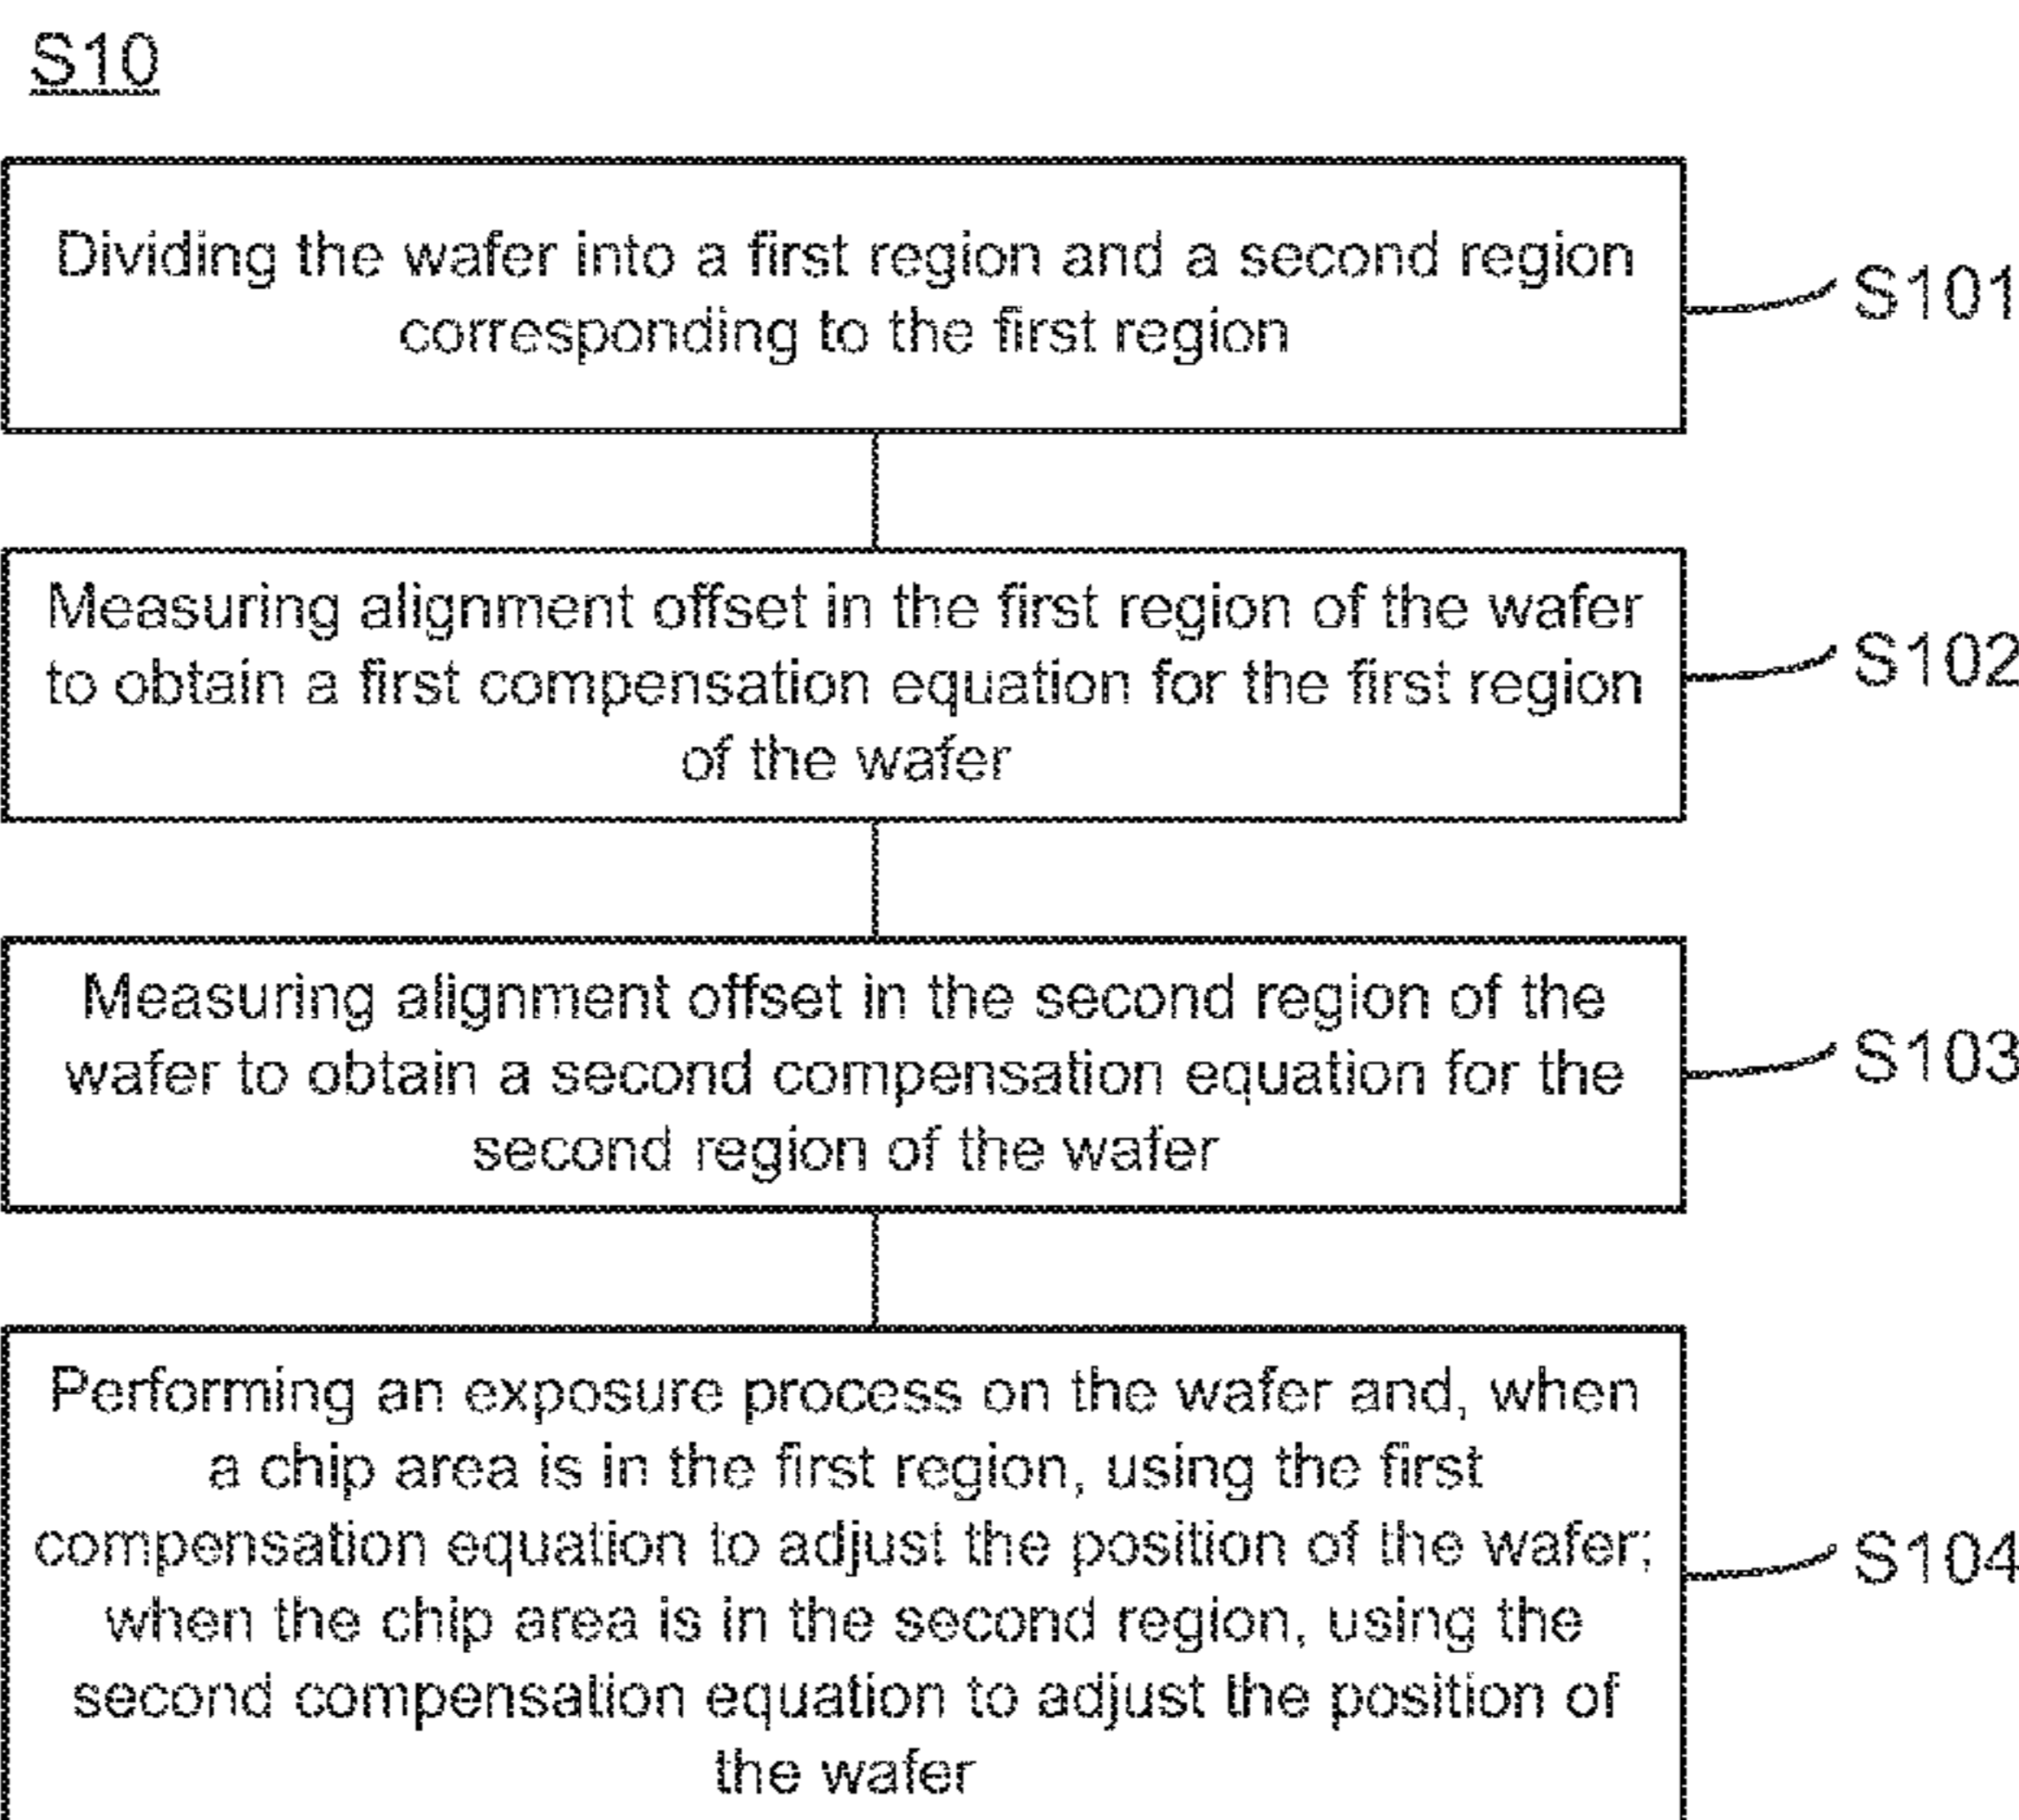 S10
Dividing the wafer into a first region and a second region
corresponding to the first region
S101
Measuring alignment offset in the first region of the wafer
to obtain a first compensation equation for the first region
of the wafer
S102
Measuring alignment offset in the second region of the
wafer to obtain a second compensation equation for the
second region of the wafer
S103
Performing an exposure process on the wafer and, when
a chip area is in the first region, using the first
compensation equation to adjust the position of the wafer;
when the chip area is in the second region, using the
second compensation equation to adjust the position of
the wafer
S104